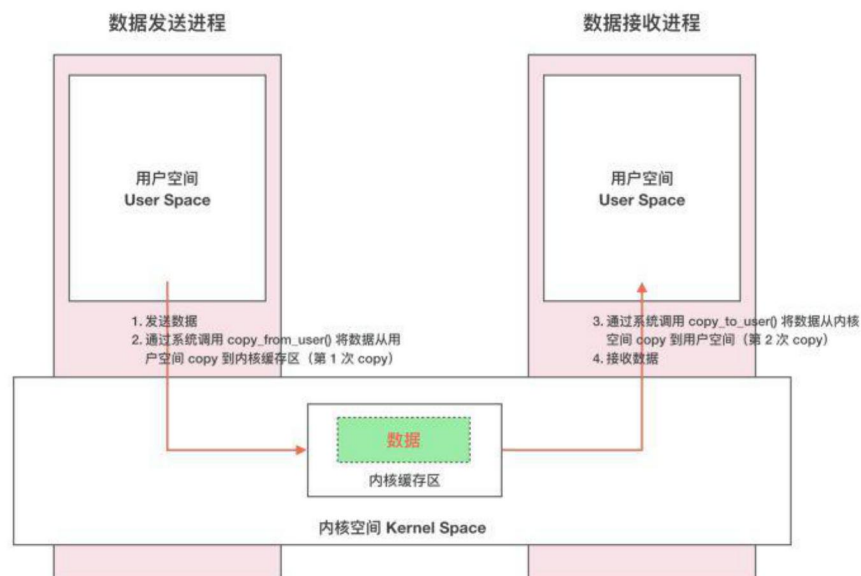 数据发送进程
数据接收进程
用户空间
User Space
用户空间
User Space
1. 发送数据
2. 通过系统调用 copy_from_user() 将数据从用
户空间 copy 到内核缓存区（第 1 次 copy）
3. 通过系统调用 copy_to_user() 将数据从内核
空间 copy 到用户空间（第 2 次 copy）
4. 接收数据
数据
内核缓存区
内核空间 Kernel Space